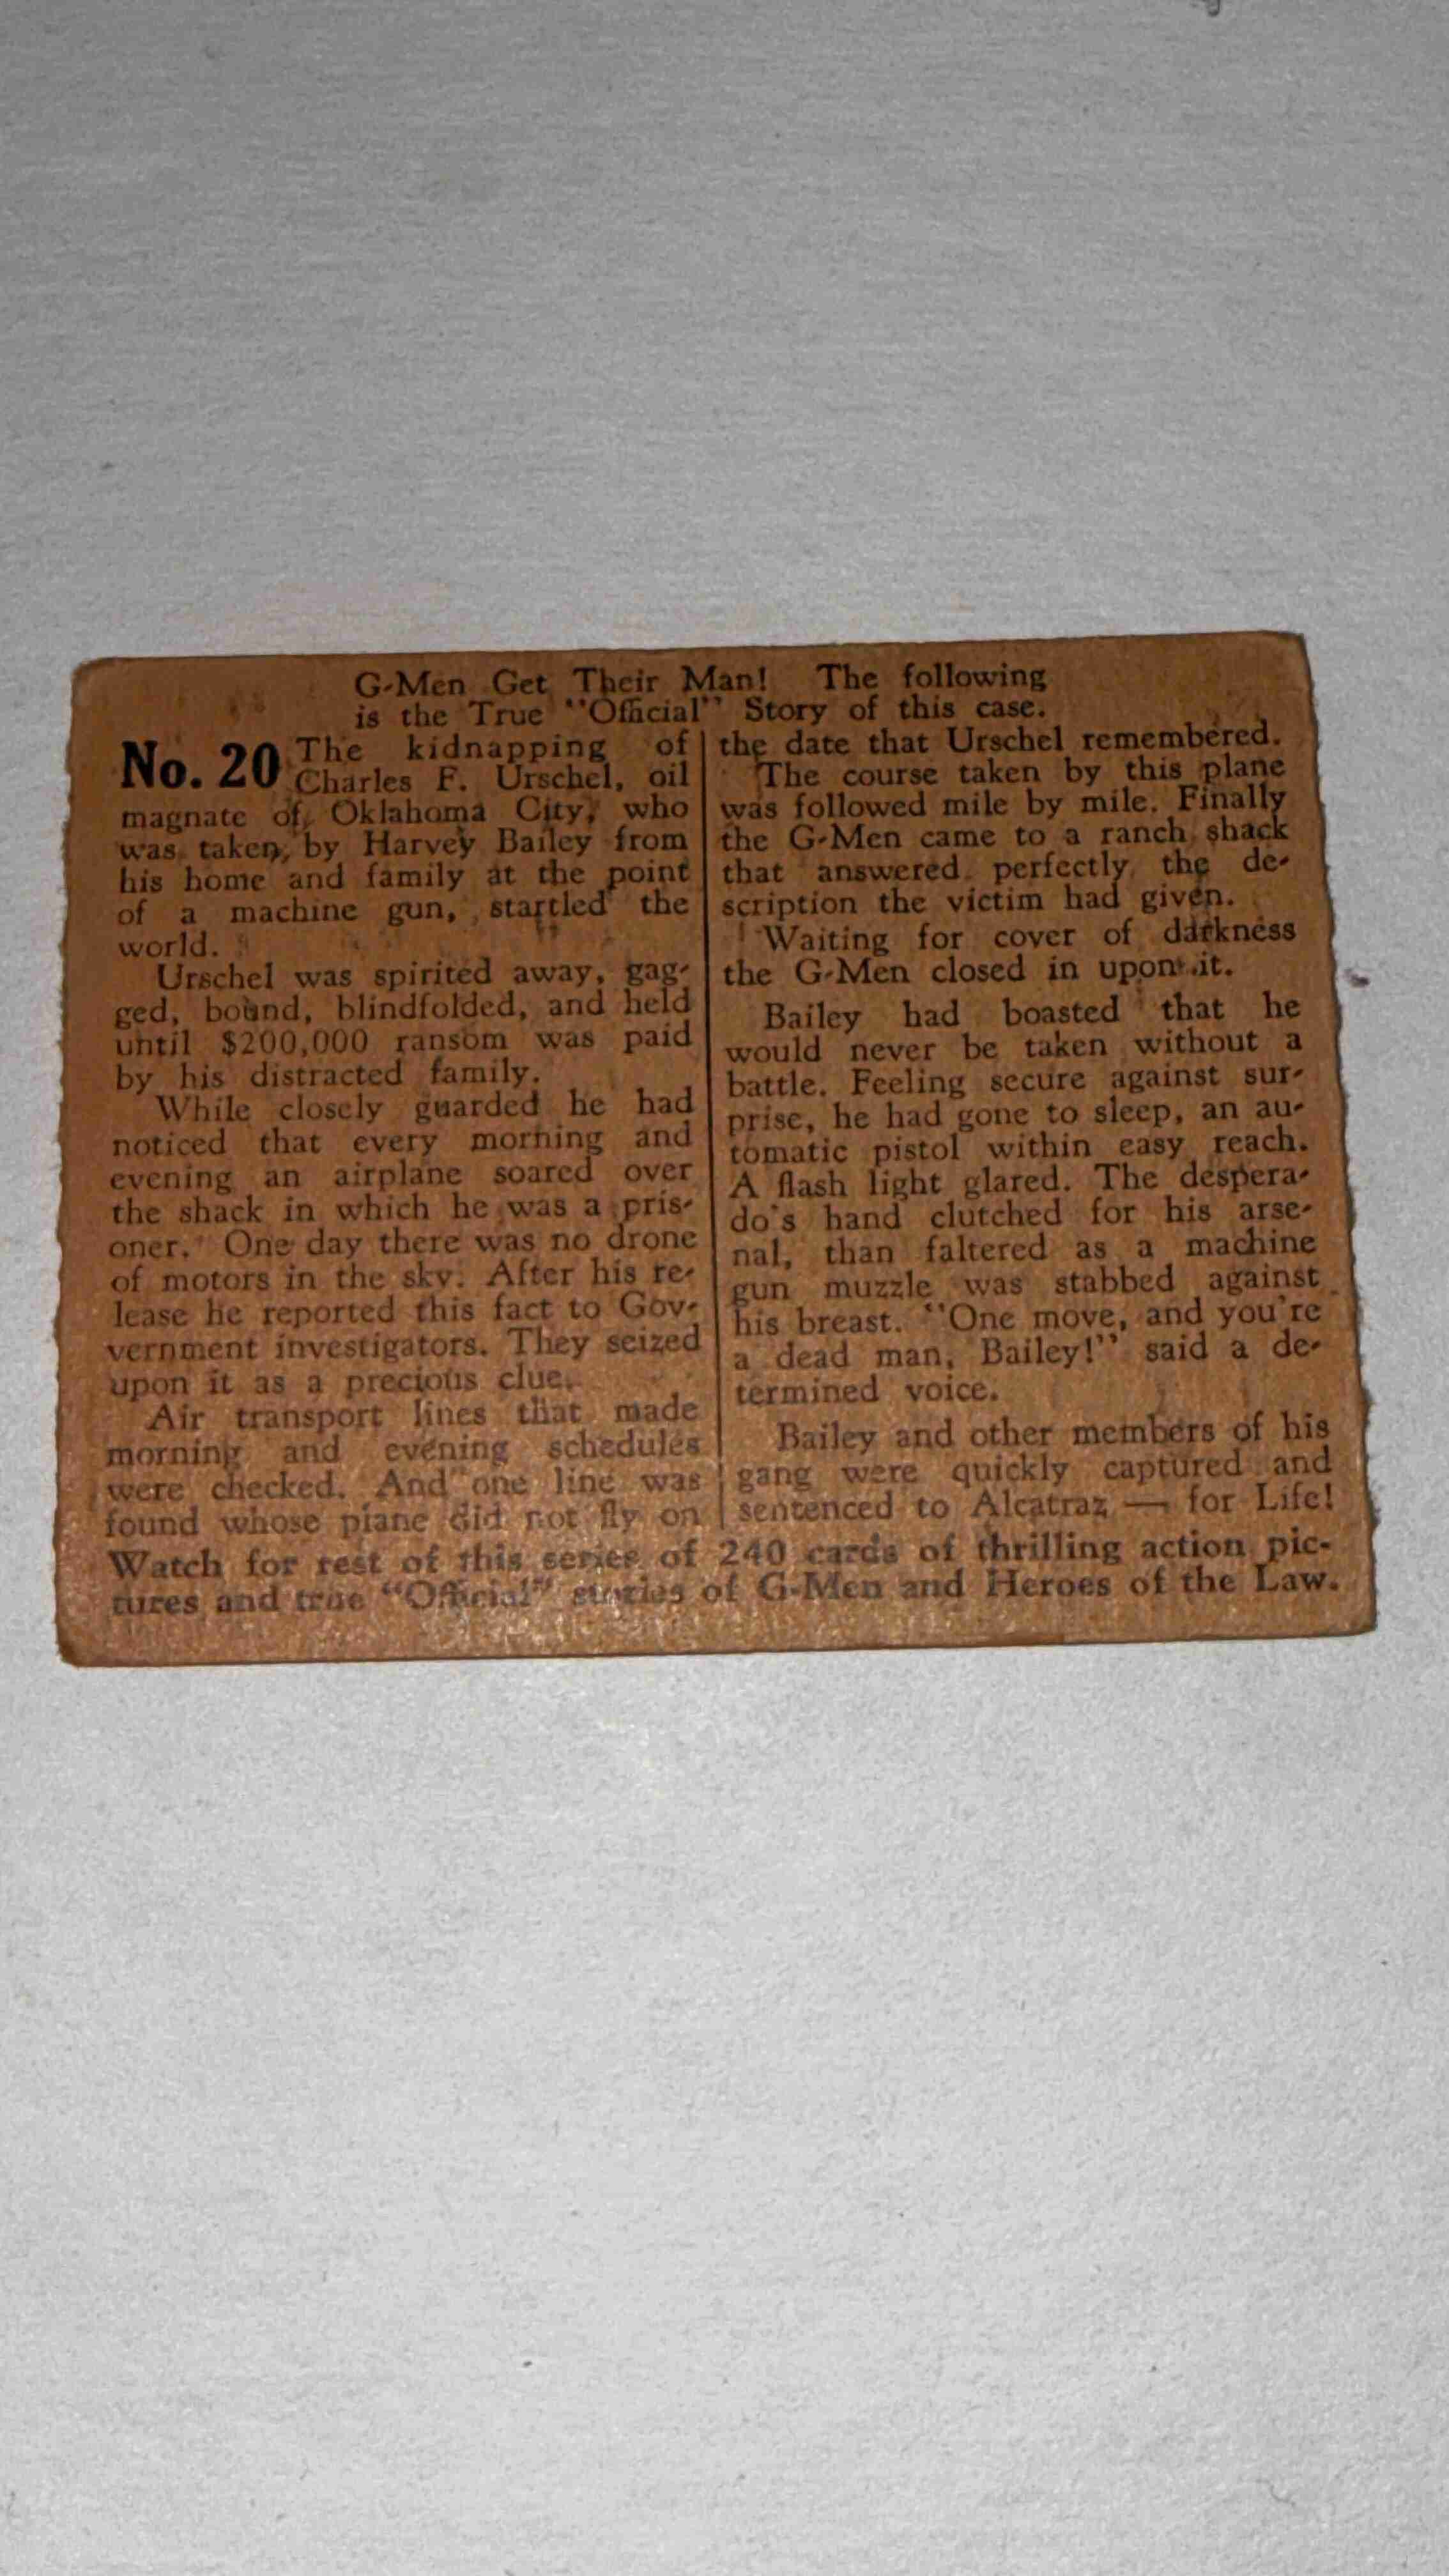 G-Men Get Their Man! The following
is the True "Official" Story of this case.
No. 20 The kidnapping of
Charles F. Urschel, oil
magnate of Oklahoma City, who
was taken by Harvey Bailey from
his home and family at the point
of a machine gun, startled the
world.
Urschel was spirited away, gag-
ged, bound, blindfolded, and held
until $200,000 ransom was paid
by his distracted family.
While closely guarded he had
noticed that every morning and
evening an airplane soared over
the shack in which he was a pris-
oner. One day there was no drone
of motors in the sky. After his re-
lease he reported this fact to Gov-
vernment investigators. They seized
upon it as a precious clue.
Air transport lines that made
morning and evening schedules
were checked. And one line was
found whose plane did not fly on
the date that Urschel remembered.
The course taken by this plane
was followed mile by mile. Finally
the G-Men came to a ranch shack
that answered perfectly the de-
scription the victim had given.
Waiting for cover of darkness
the G-Men closed in upon it.
Bailey had boasted that he
would never be taken without a
battle. Feeling secure against sur-
prise, he had gone to sleep, an au-
tomatic pistol within easy reach.
A flash light glared. The despera-
do's hand clutched for his arse-
nal, than faltered as a machine
gun muzzle was stabbed against
his breast. "One move, and you're
a dead man, Bailey!" said a de-
termined voice.
Bailey and other members of his
gang were quickly captured and
sentenced to Alcatraz — for Life!
Watch for rest of this series of 240 cards of thrilling action pic-
tures and true "Official" stories of G-Men and Heroes of the Law.